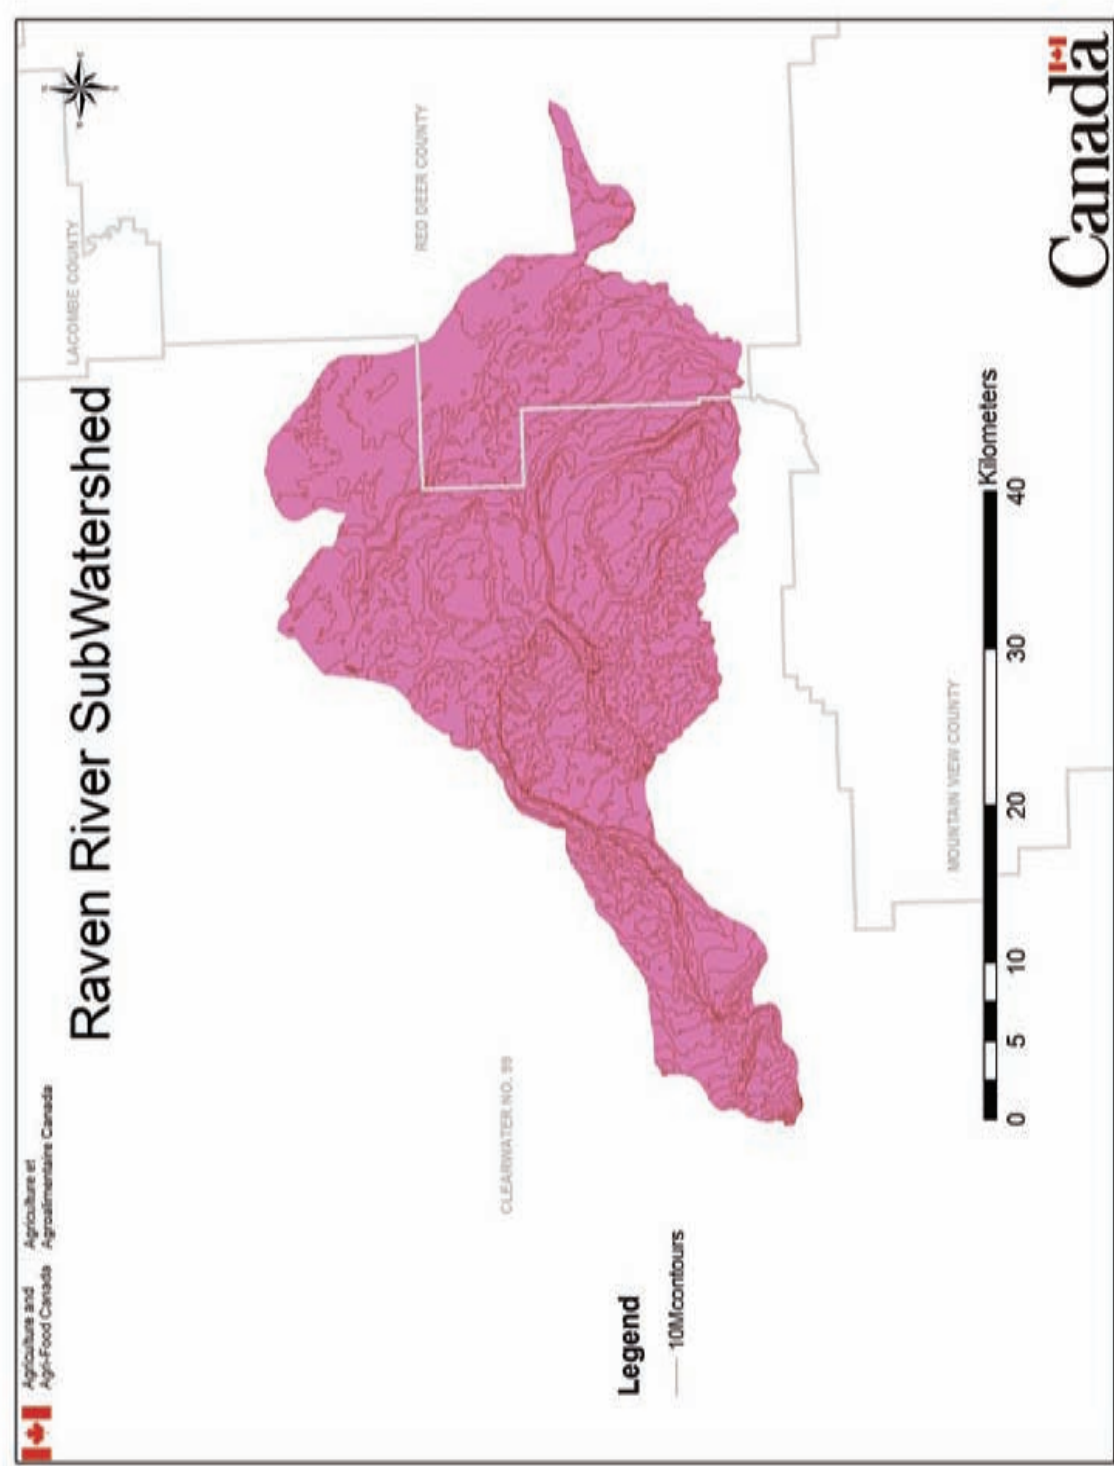 Agriculture and
Agri-Food Canada
Agriculture et
Agroalimentaire Canada
Raven River SubWatershed
LACOMBE COUNTY
RED DEER COUNTY
CLEARWATER NO. 99
MOUNTAIN VIEW COUNTY
Legend
10Mcontours
0 5 10 20 30 40
Kilometers
Canada